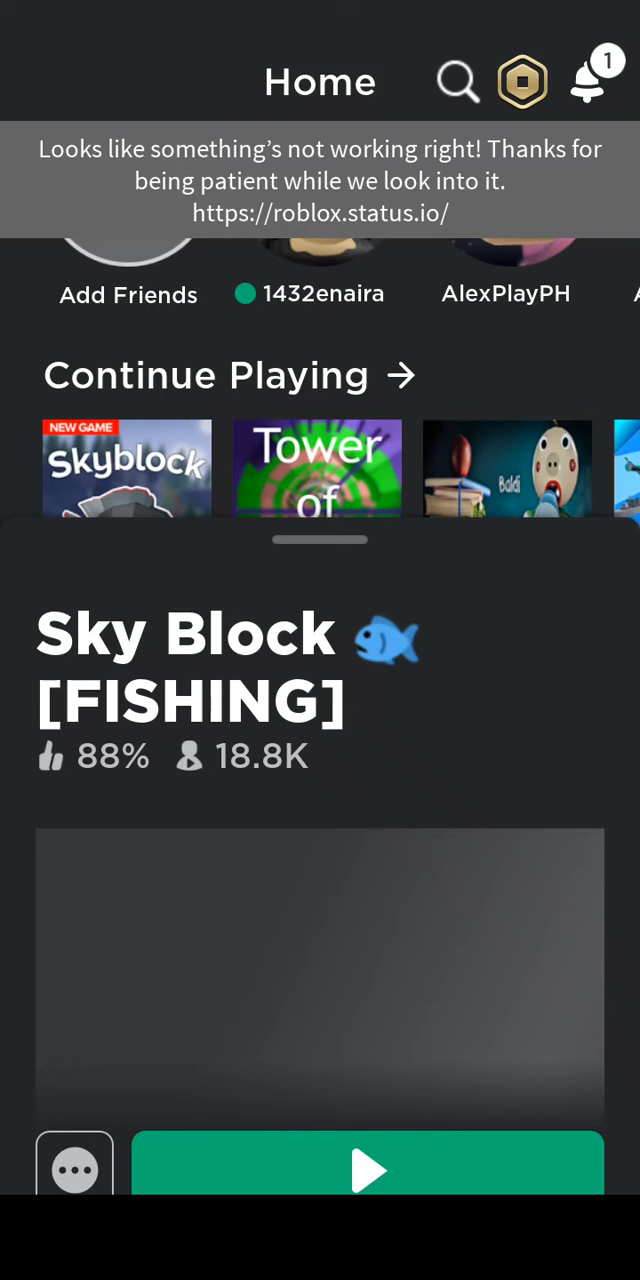 Home
1
Looks like something's not working right! Thanks for
being patient while we look into it.
https://roblox.status.io/
Add Friends
1432enaira
AlexPlayPH
Continue Playing →
NEW GAME
Skyblock
Tower
of
Baldi
Sky Block 🐟
[FISHING]
88% 18.8K